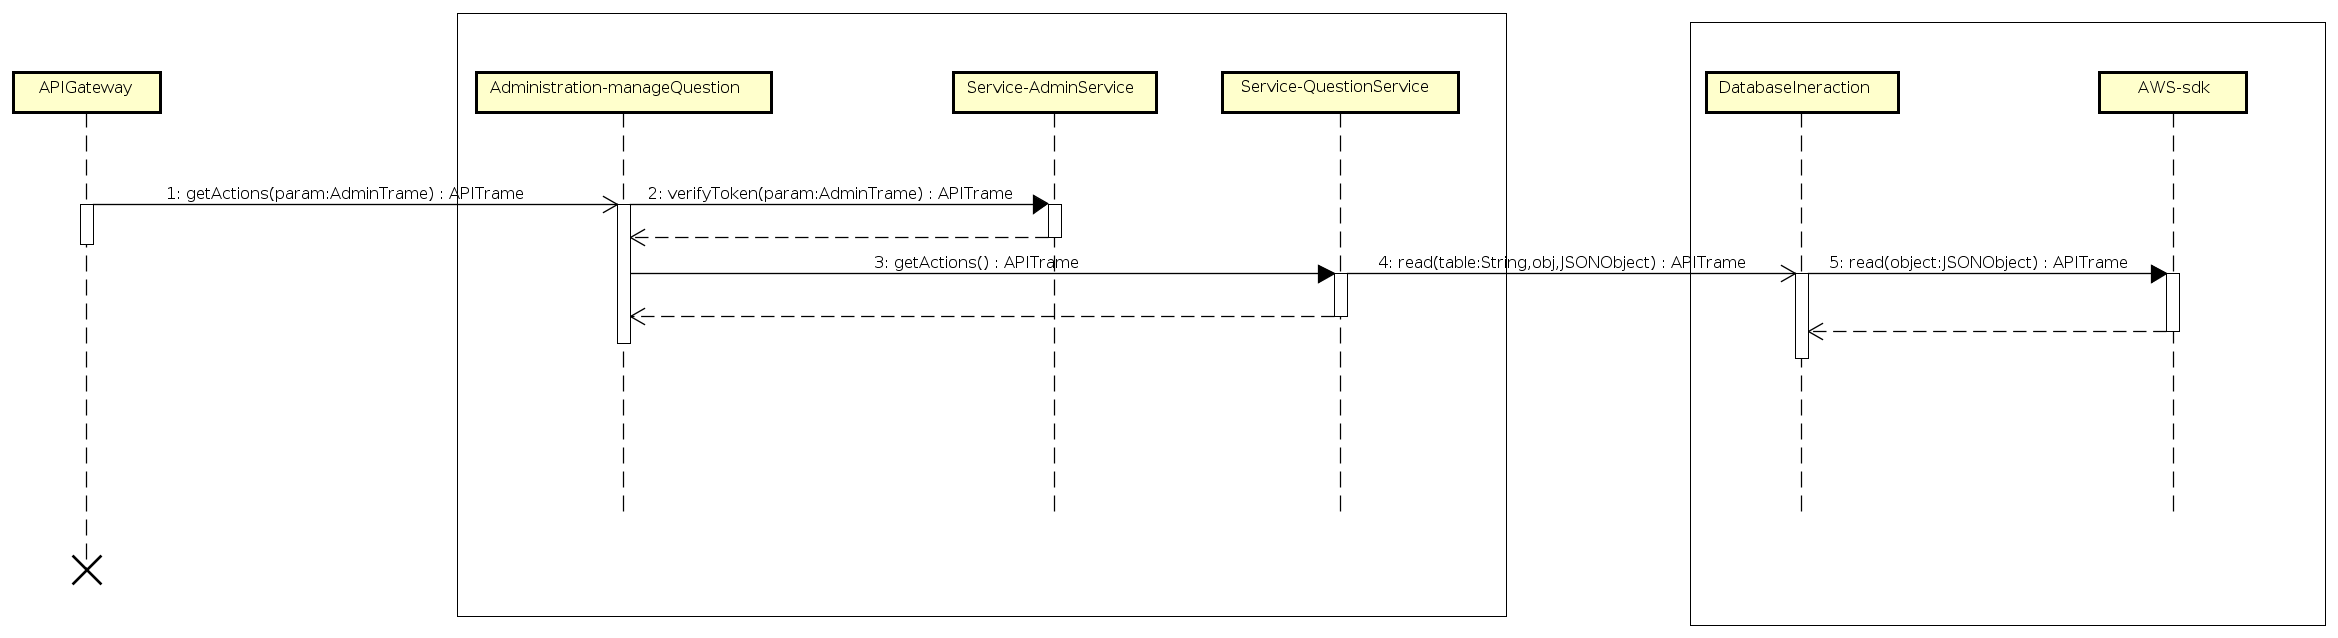 APIGateway
Administration-manageQuestion
Service-AdminService
Service-QuestionService
DatabaseIneraction
AWS-sdk
1: getActions(param:AdminTrame) : APITrame
2: verifyToken(param:AdminTrame) : APITrame
3: getActions() : APITrame
4: read(table:String,obj,JSONObject) : APITrame
5: read(object:JSONObject) : APITrame